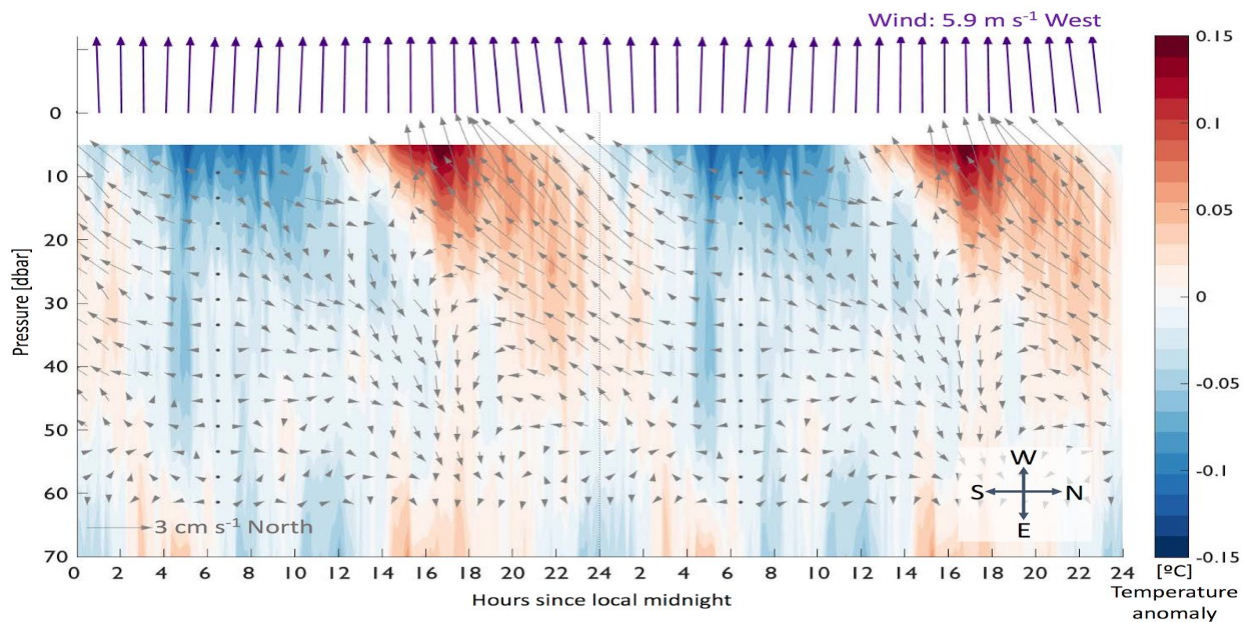 Wind: 5.9 m s-1 West
0.15
0.1
0.05
0
-0.05
-0.1
-0.15
[ºC]
Temperature
anomaly
Pressure [dbar]
0
10
20
30
40
50
60
70
3 cm s-1 North
W
S N
E
0 2 4 6 8 10 12 14 16 18 20 22 24 2 4 6 8 10 12 14 16 18 20 22 24
Hours since local midnight